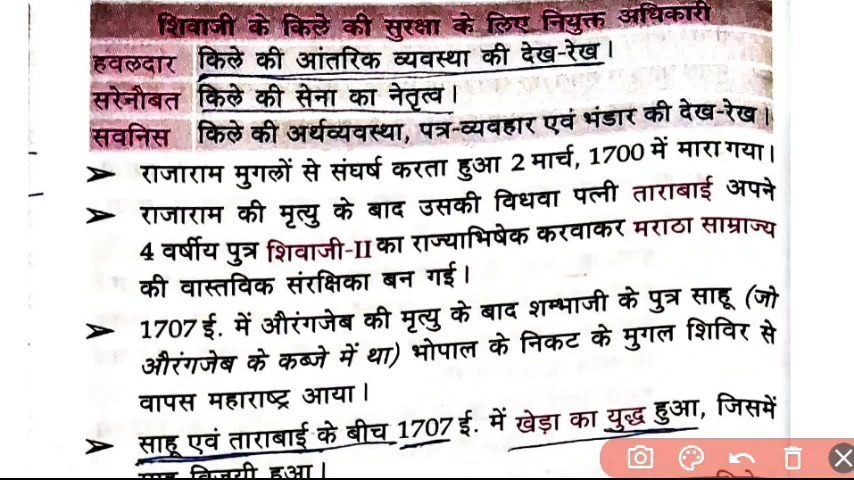 शिवाजी के किले की सुरक्षा के लिए नियुक्त अधिकारी
हवलदार किले की आंतरिक व्यवस्था की देख-रेख।
सरेनौबत किले की सेना का नेतृत्व।
सवनिस किले की अर्थव्यवस्था, पत्र-व्यवहार एवं भंडार की देख-रेख।
➤ राजाराम मुगलों से संघर्ष करता हुआ 2 मार्च, 1700 में मारा गया।
➤ राजाराम की मृत्यु के बाद उसकी विधवा पत्नी ताराबाई अपने
4 वर्षीय पुत्र शिवाजी-II का राज्याभिषेक करवाकर मराठा साम्राज्य
की वास्तविक संरक्षिका बन गई।
➤ 1707 ई. में औरंगजेब की मृत्यु के बाद शम्भाजी के पुत्र साहू (जो
औरंगजेब के कब्जे में था) भोपाल के निकट के मुगल शिविर से
वापस महाराष्ट्र आया।
➤ साहू एवं ताराबाई के बीच 1707 ई. में खेड़ा का युद्ध हुआ, जिसमें
साहू विजयी हुआ।